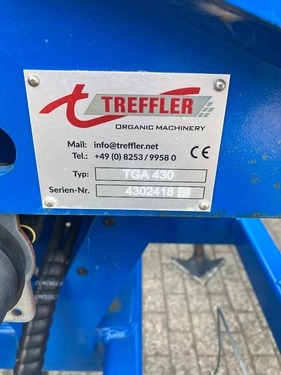 TREFFLER
ORGANIC MACHINERY
Mail: info@treffler.net
Tel.: +49 (0) 8253 / 9958 0
CE
Typ: TGA 430
Serien-Nr. 4302418